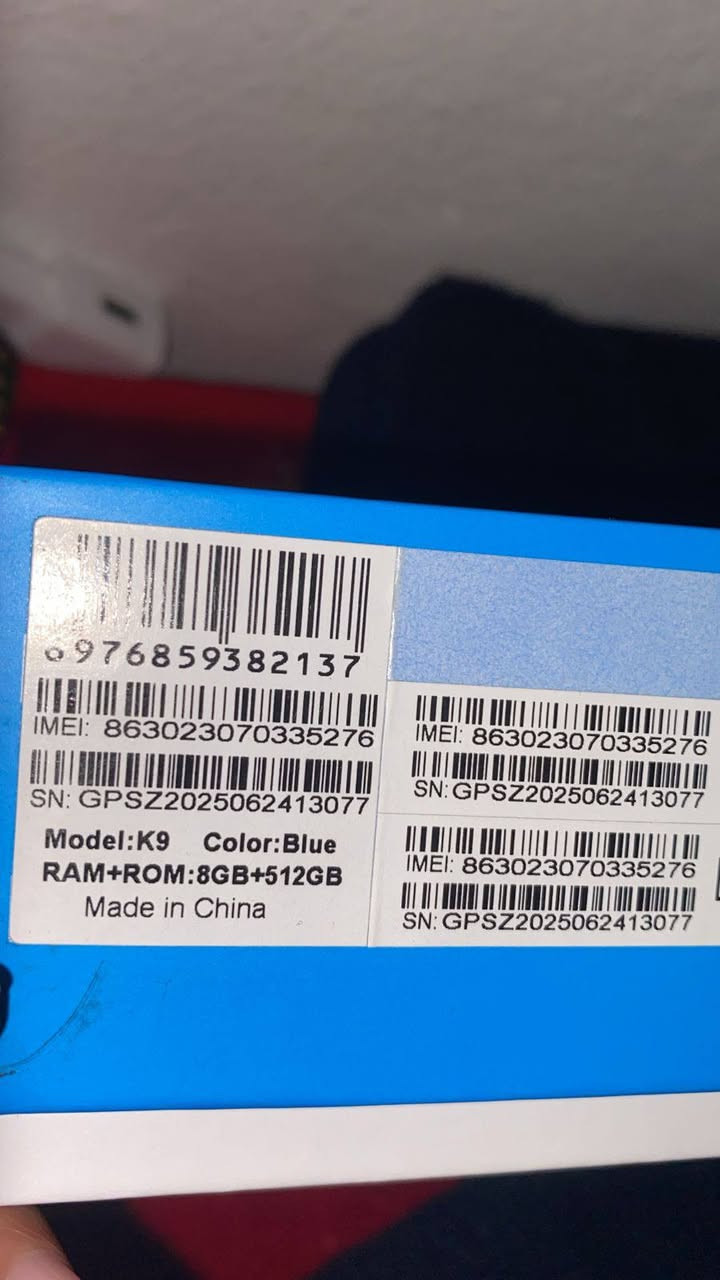 6976859382137
IMEI: 863023070335276
SN: GPSZ2025062413077
Model:K9 Color:Blue
RAM+ROM:8GB+512GB
Made in China
IMEI: 863023070335276
SN: GPSZ2025062413077
IMEI: 863023070335276
SN: GPSZ2025062413077